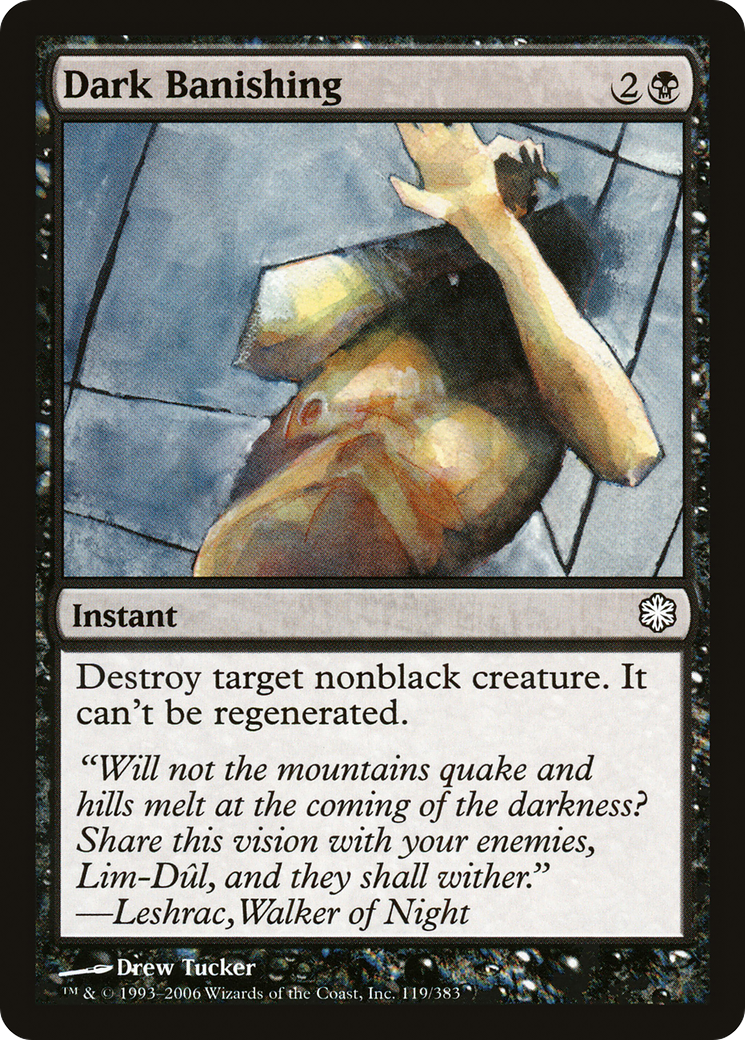 Dark Banishing 2
Instant
Destroy target nonblack creature. It
can't be regenerated.
“Will not the mountains quake and
hills melt at the coming of the darkness?
Share this vision with your enemies,
Lim-Dûl, and they shall wither.”
—Leshrac, Walker of Night
Drew Tucker
™ & © 1993–2006 Wizards of the Coast, Inc. 119/383